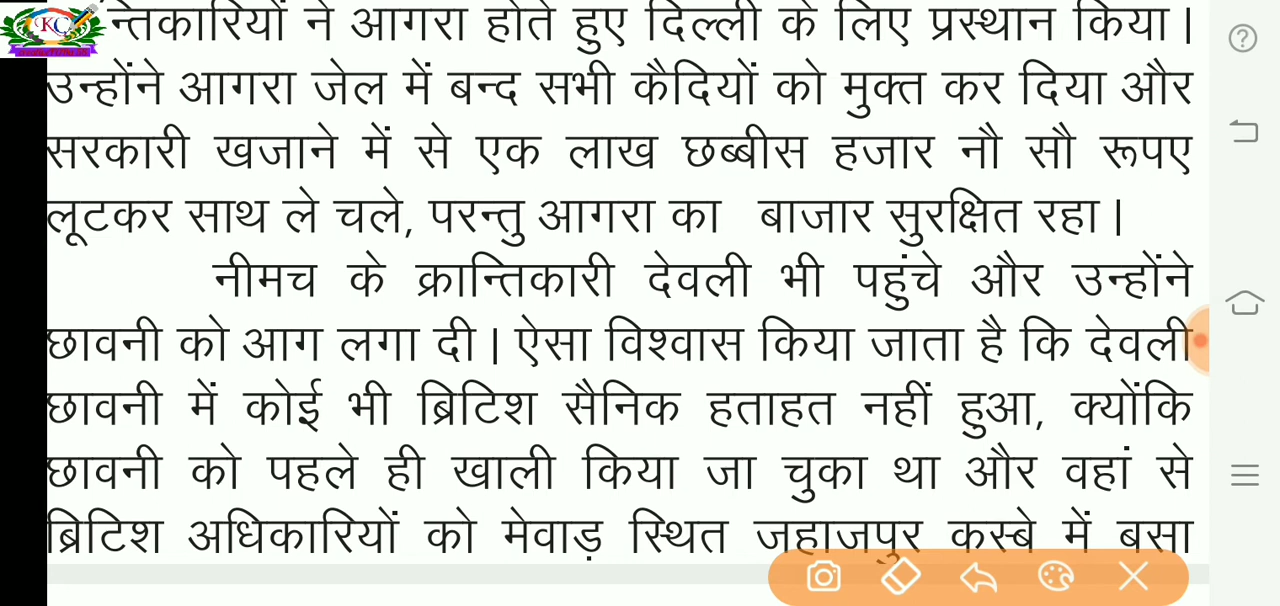 KC
न्तिकारियों ने आगरा होते हुए दिल्ली के लिए प्रस्थान किया।
उन्होंने आगरा जेल में बन्द सभी कैदियों को मुक्त कर दिया और
सरकारी खजाने में से एक लाख छब्बीस हजार नौ सौ रूपए
लूटकर साथ ले चले, परन्तु आगरा का बाजार सुरक्षित रहा।
नीमच के क्रान्तिकारी देवली भी पहुंचे और उन्होंने
छावनी को आग लगा दी। ऐसा विश्वास किया जाता है कि देवली
छावनी में कोई भी ब्रिटिश सैनिक हताहत नहीं हुआ, क्योंकि
छावनी को पहले ही खाली किया जा चुका था और वहां से
ब्रिटिश अधिकारियों को मेवाड़ स्थित जहाजपुर कस्बे में बसा